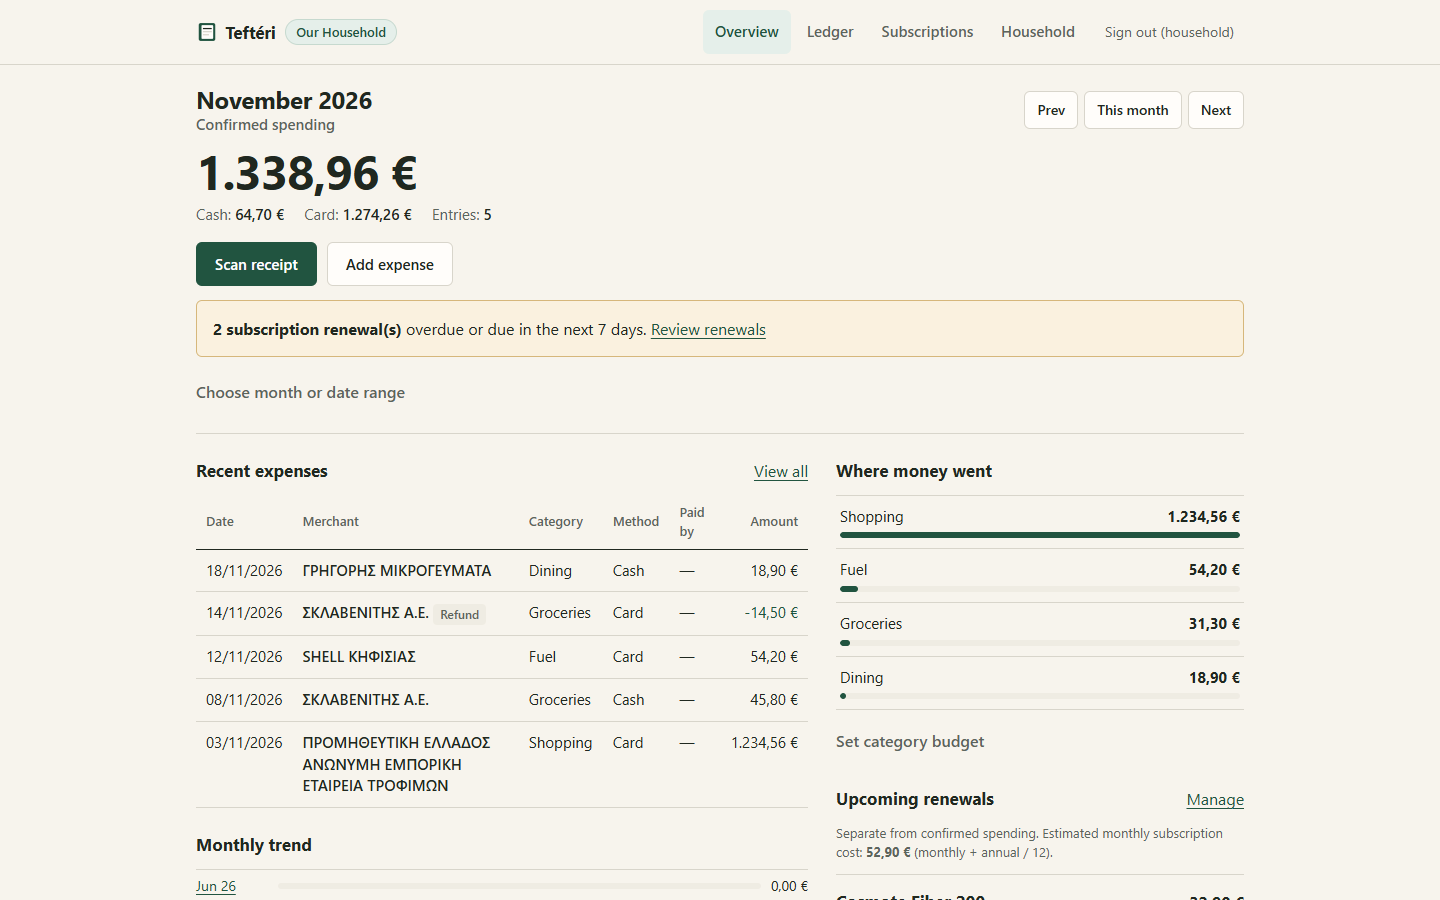 Teftéri Our Household Overview Ledger Subscriptions Household Sign out (household)
November 2026 Prev This month Next
Confirmed spending
1.338,96 €
Cash: 64,70 € Card: 1.274,26 € Entries: 5
Scan receipt Add expense
2 subscription renewal(s) overdue or due in the next 7 days. Review renewals
Choose month or date range
Recent expenses View all
Date Merchant Category Method Paid by Amount
18/11/2026 ΓΡΗΓΟΡΗΣ ΜΙΚΡΟΓΕΥΜΑΤΑ Dining Cash — 18,90 €
14/11/2026 ΣΚΛΑΒΕΝΙΤΗΣ Α.Ε. Refund Groceries Card — -14,50 €
12/11/2026 SHELL ΚΗΦΙΣΙΑΣ Fuel Card — 54,20 €
08/11/2026 ΣΚΛΑΒΕΝΙΤΗΣ Α.Ε. Groceries Cash — 45,80 €
03/11/2026 ΠΡΟΜΗΘΕΥΤΙΚΗ ΕΛΛΑΔΟΣ Shopping Card — 1.234,56 €
ΑΝΩΝΥΜΗ ΕΜΠΟΡΙΚΗ
ΕΤΑΙΡΕΙΑ ΤΡΟΦΙΜΩΝ
Monthly trend
Jun 26 0,00 €
Where money went
Shopping 1.234,56 €
Fuel 54,20 €
Groceries 31,30 €
Dining 18,90 €
Set category budget
Upcoming renewals Manage
Separate from confirmed spending. Estimated monthly subscription
cost: 52,90 € (monthly + annual / 12).